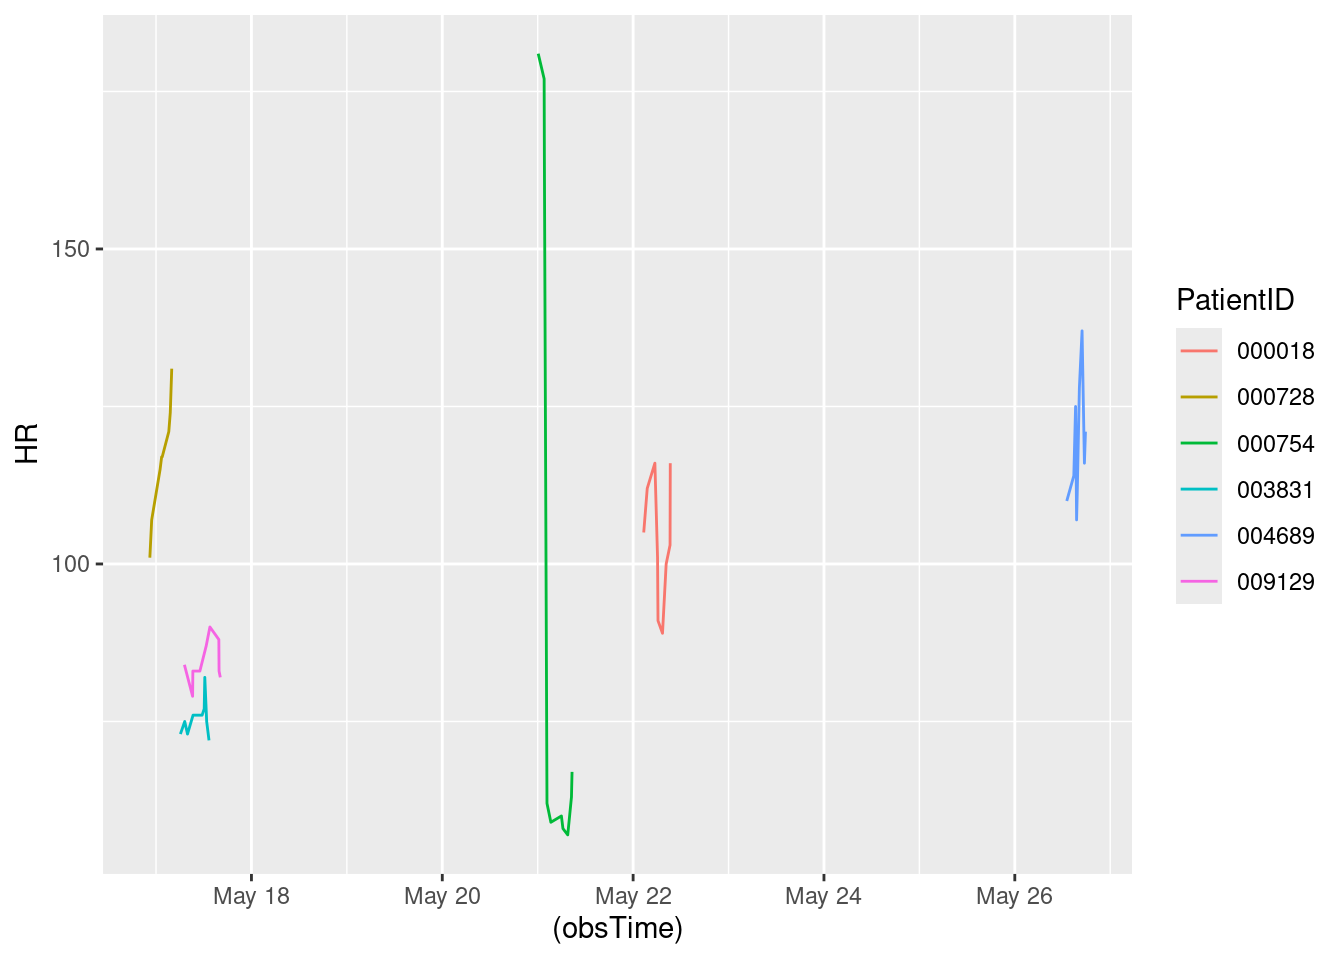 HR
150
100
May 18
May 20
May 22
May 24
May 26
(obsTime)
PatientID
000018
000728
000754
003831
004689
009129